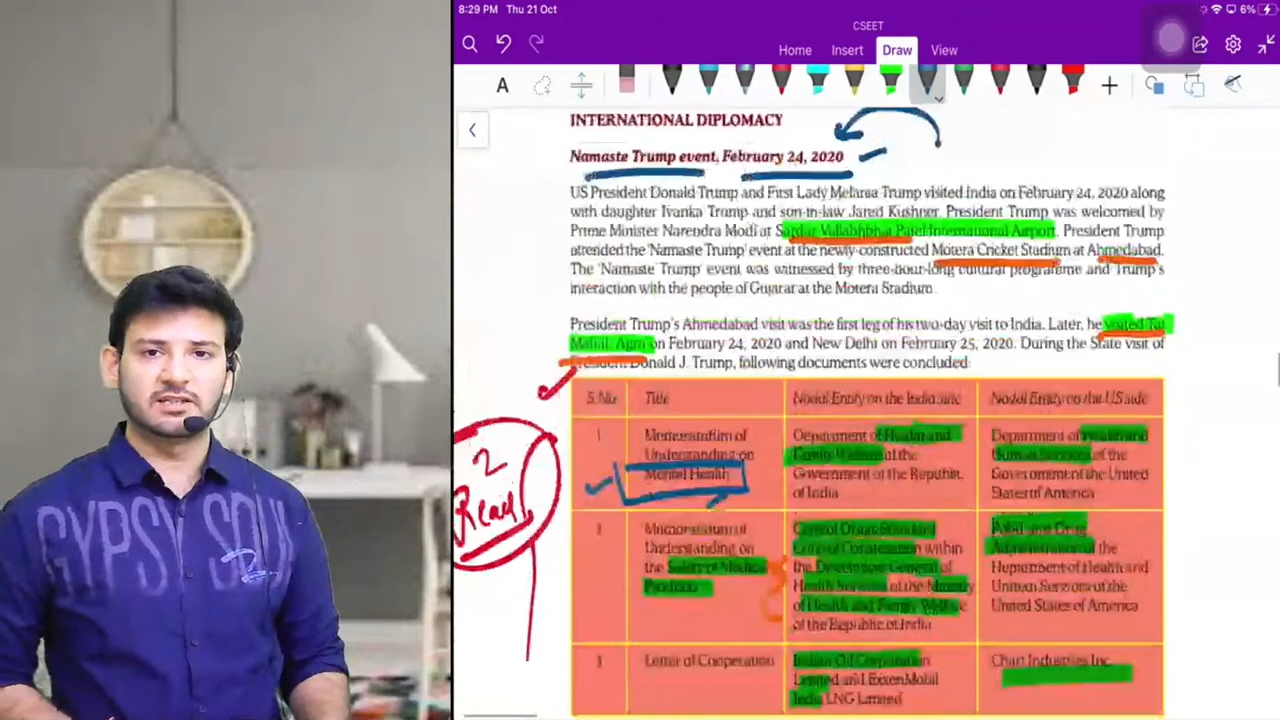 8:29 PM Thu 21 Oct
6%
CSEET
Home Insert Draw View
A
INTERNATIONAL DIPLOMACY
Namaste Trump event, February 24, 2020
US President Donald Trump and First Lady Melania Trump visited India on February 24, 2020 along
with daughter Ivanka Trump and son-in-law Jared Kushner. President Trump was welcomed by
Prime Minister Narendra Modi at Sardar Vallabhbhai Patel International Airport. President Trump
attended the 'Namaste Trump' event at the newly-constructed Motera Cricket Stadium at Ahmedabad.
The 'Namaste Trump' event was witnessed by three-hour-long cultural programme and Trump's
interaction with the people of Gujarat at the Motera Stadium
President Trump's Ahmedabad visit was the first leg of his two-day visit to India. Later, he visited Taj
Mahal, Agra on February 24, 2020 and New Delhi on February 25, 2020. During the State visit of
President Donald J. Trump, following documents were concluded:
S.No Title Nodal Entity on the India side Nodal Entity on the US side
1 Memorandum of
Understanding on
Mental Health
Department of Health and
Family Welfare of the
Government of the Republic
of India
Department of Health and
Human Services of the
Government of the United
States of America
Memorandum of
Understanding on
the Safety of Medical
Products
Central Drugs Standard
Control Organization within
the Directorate General of
Health Services of the Ministry
of Health and Family Welfare
of the Republic of India
Food and Drug
Administration of the
Department of Health and
Human Services of the
United States of America
3 Letter of Cooperation
Indian Oil Corporation
Limited and ExxonMobil
India LNG Limited
Chart Industries Inc.
2
Read
GYPSY SOUL
2